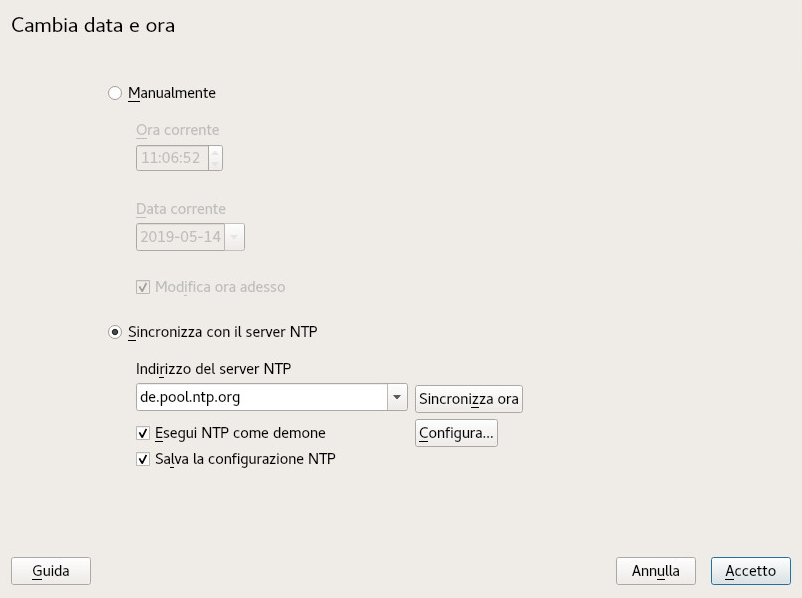 Cambia data e ora
Manualmente
Ora corrente
11:06:52
Data corrente
2019-05-14
Modifica ora adesso
Sincronizza con il server NTP
Indirizzo del server NTP
de.pool.ntp.org
Sincronizza ora
Esegui NTP come demone
Configura...
Salva la configurazione NTP
Guida
Annulla
Accetto